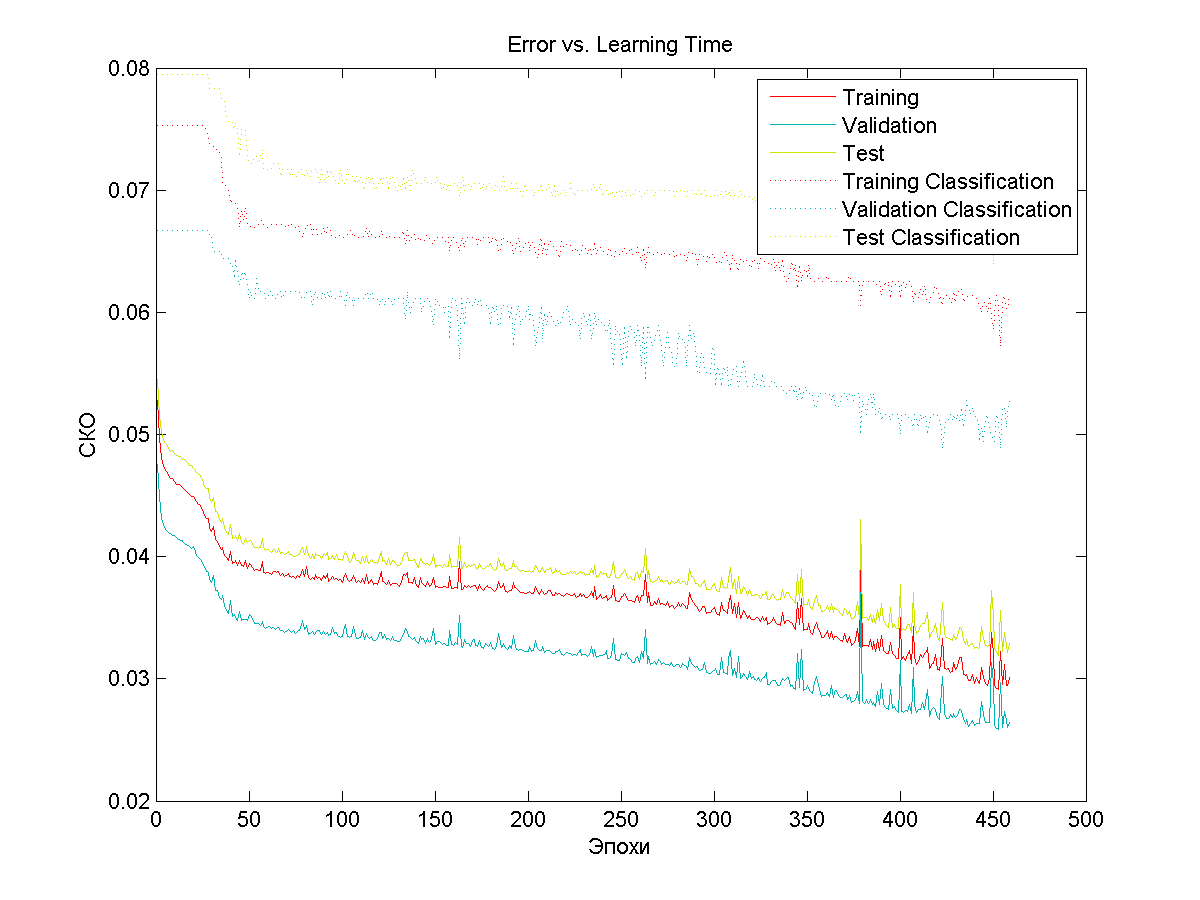 Error vs. Learning Time
0.08
0.07
0.06
0.05
0.04
0.03
0.02
СКО
Training
Validation
Test
Training Classification
Validation Classification
Test Classification
0 50 100 150 200 250 300 350 400 450 500
Эпохи